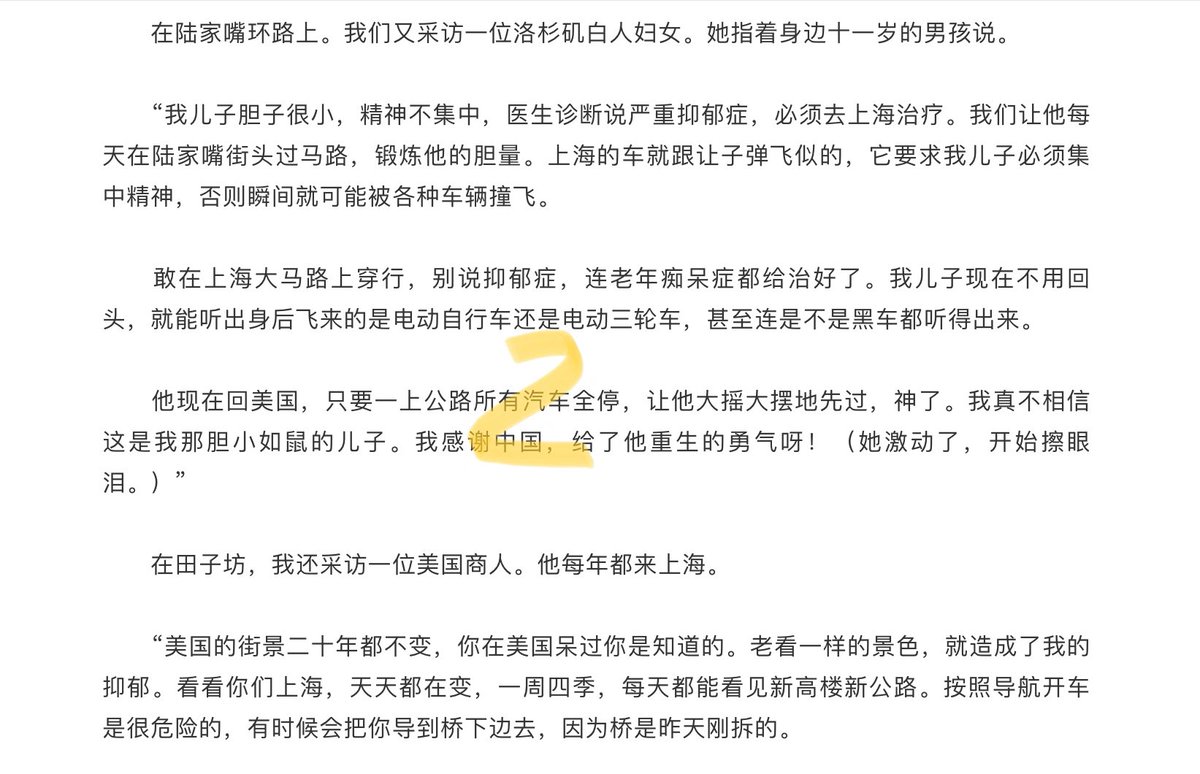 在陆家嘴环路上。我们又采访一位洛杉矶白人妇女。她指着身边十一岁的男孩说。
“我儿子胆子很小，精神不集中，医生诊断说严重抑郁症，必须去上海治疗。我们让他每
天在陆家嘴街头过马路，锻炼他的胆量。上海的车就跟让子弹飞似的，它要求我儿子必须集
中精神，否则瞬间就可能被各种车辆撞飞。
敢在上海大马路上穿行，别说抑郁症，连老年痴呆症都给治好了。我儿子现在不用回
头，就能听出身后飞来的是电动自行车还是电动三轮车，甚至连是不是黑车都听得出来。
2
他现在回美国，只要一上公路所有汽车全停，让他大摇大摆地先过，神了。我真不相信
这是我那胆小如鼠的儿子。我感谢中国，给了他重生的勇气呀！（她激动了，开始擦眼
泪。）”
在田子坊，我还采访一位美国商人。他每年都来上海。
“美国的街景二十年都不变，你在美国呆过你是知道的。老看一样的景色，就造成了我的
抑郁。看看你们上海，天天都在变，一周四季，每天都能看见新高楼新公路。按照导航开车
是很危险的，有时候会把你导到桥下边去，因为桥是昨天刚拆的。